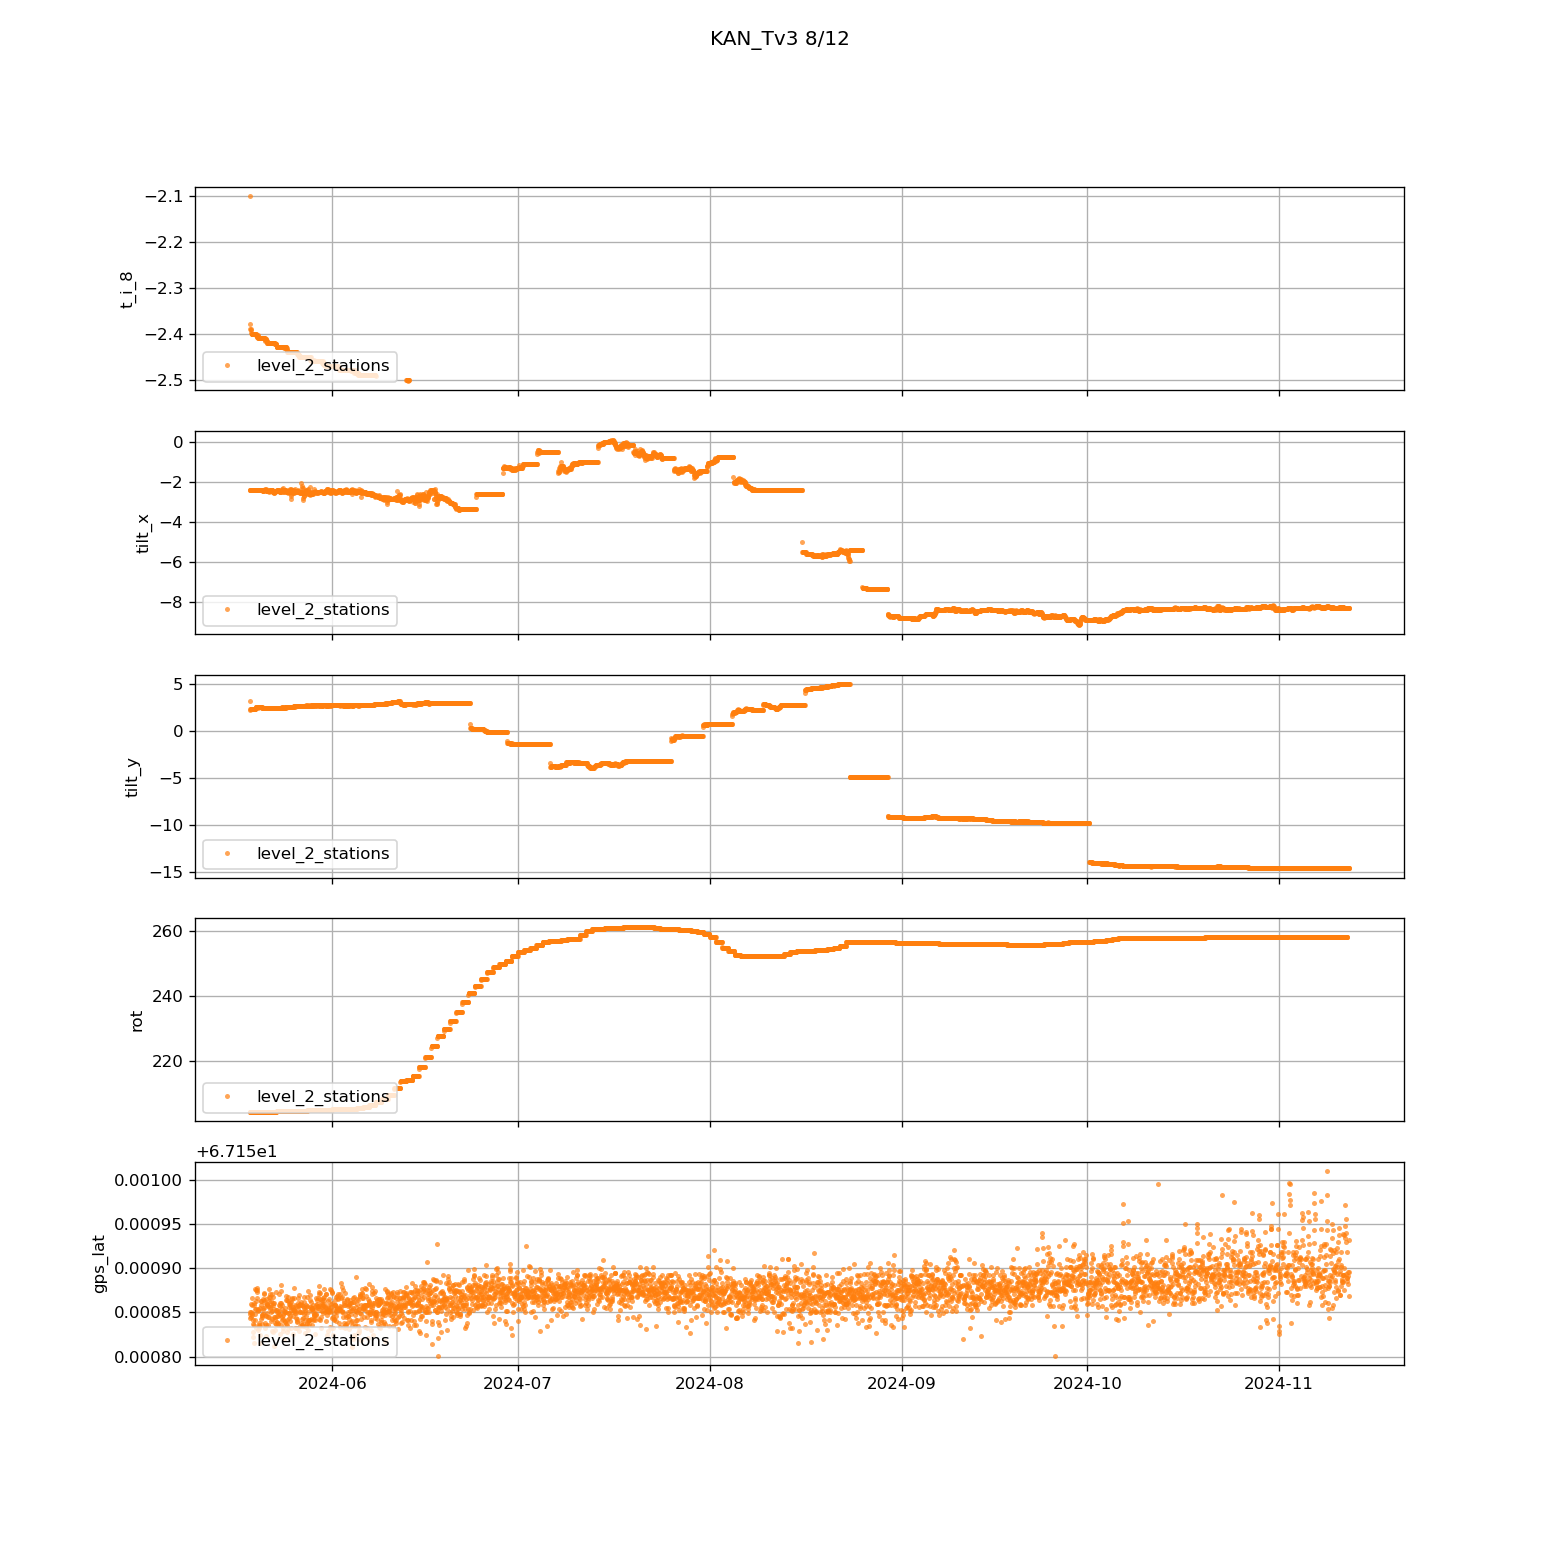 KAN_Tv3 8/12
−2.1
−2.2
−2.3
−2.4
−2.5
t_i_8
level_2_stations
0
−2
−4
−6
−8
tilt_x
level_2_stations
5
0
−5
−10
−15
tilt_y
level_2_stations
260
240
220
rot
level_2_stations
+6.715e1
0.00100
0.00095
0.00090
0.00085
0.00080
gps_lat
level_2_stations
2024-06 2024-07 2024-08 2024-09 2024-10 2024-11